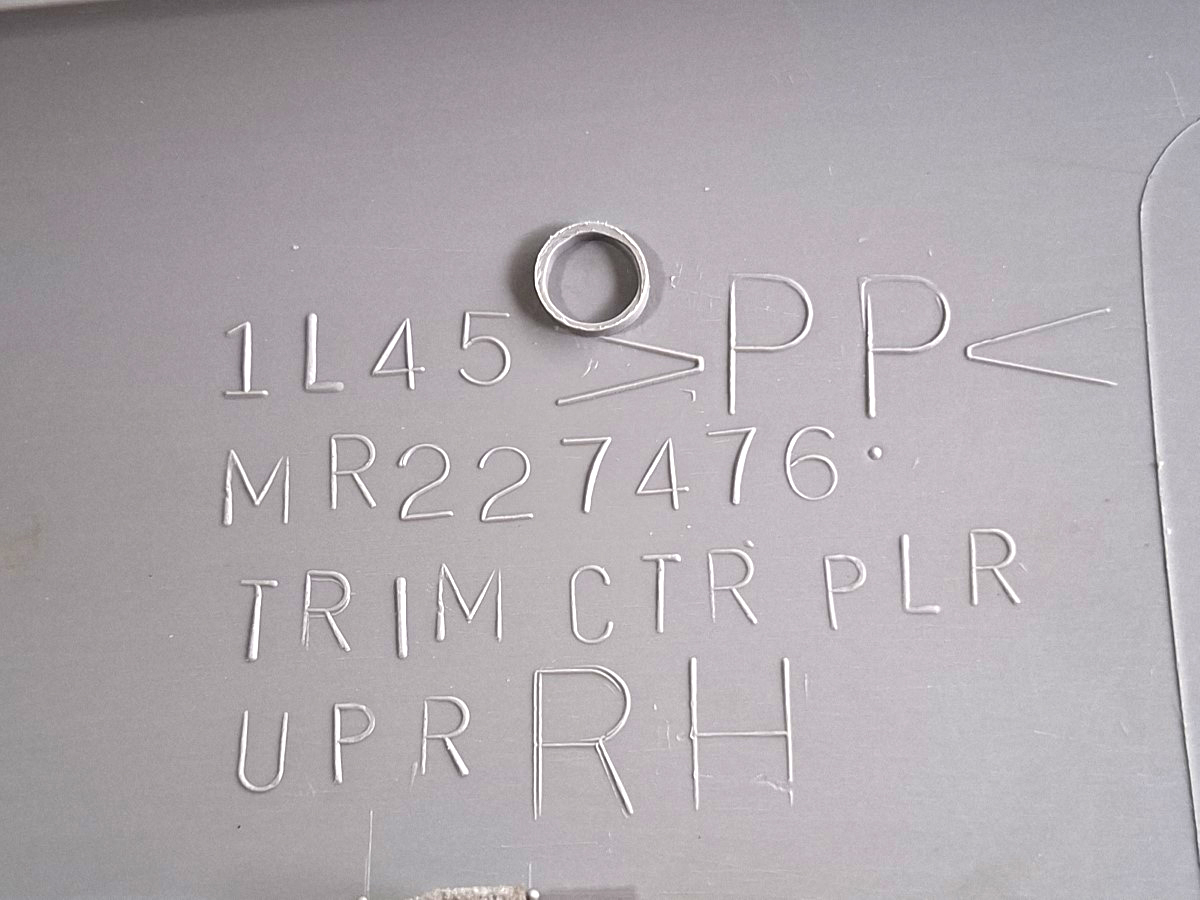 1L45 >PP<
MR227476
TRIM CTR PLR
UPR RH